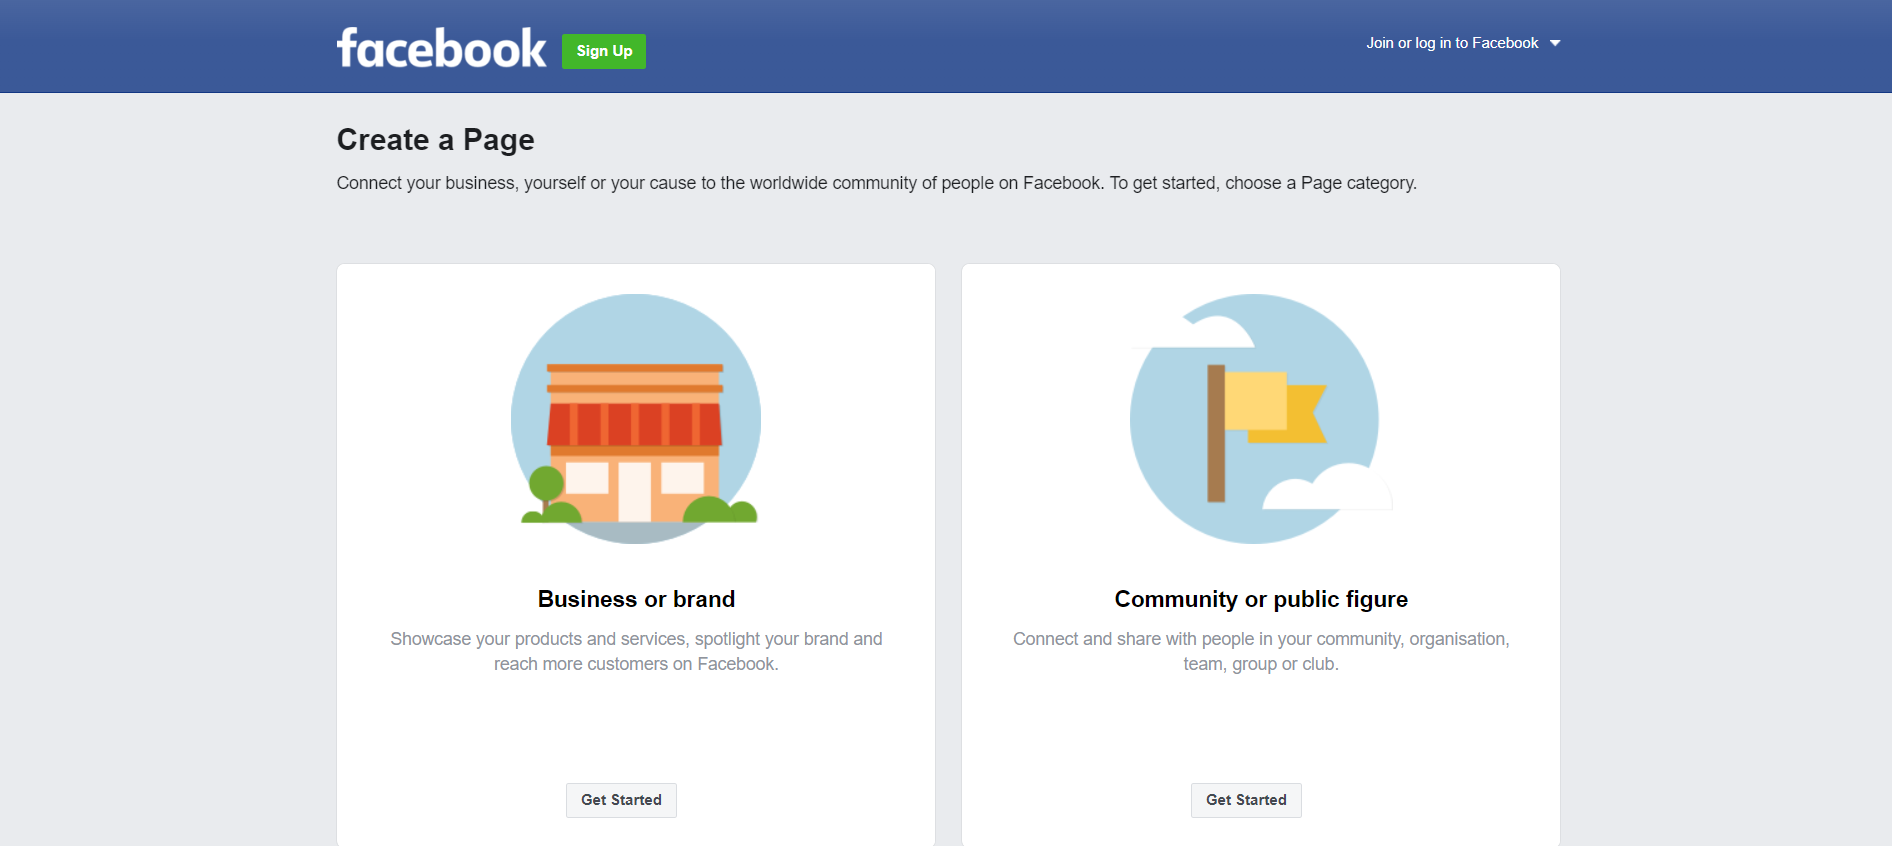 facebook
Sign Up
Join or log in to Facebook
Create a Page
Connect your business, yourself or your cause to the worldwide community of people on Facebook. To get started, choose a Page category.
Business or brand
Showcase your products and services, spotlight your brand and
reach more customers on Facebook.
Get Started
Community or public figure
Connect and share with people in your community, organisation,
team, group or club.
Get Started